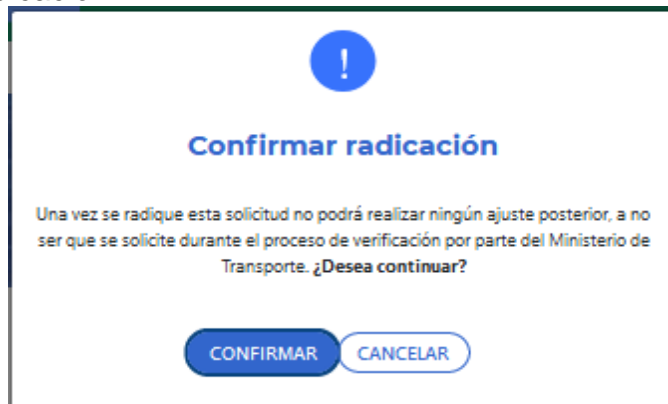 !
Confirmar radicación
Una vez se radique esta solicitud no podrá realizar ningún ajuste posterior, a no
ser que se solicite durante el proceso de verificación por parte del Ministerio de
Transporte. ¿Desea continuar?
CONFIRMAR CANCELAR